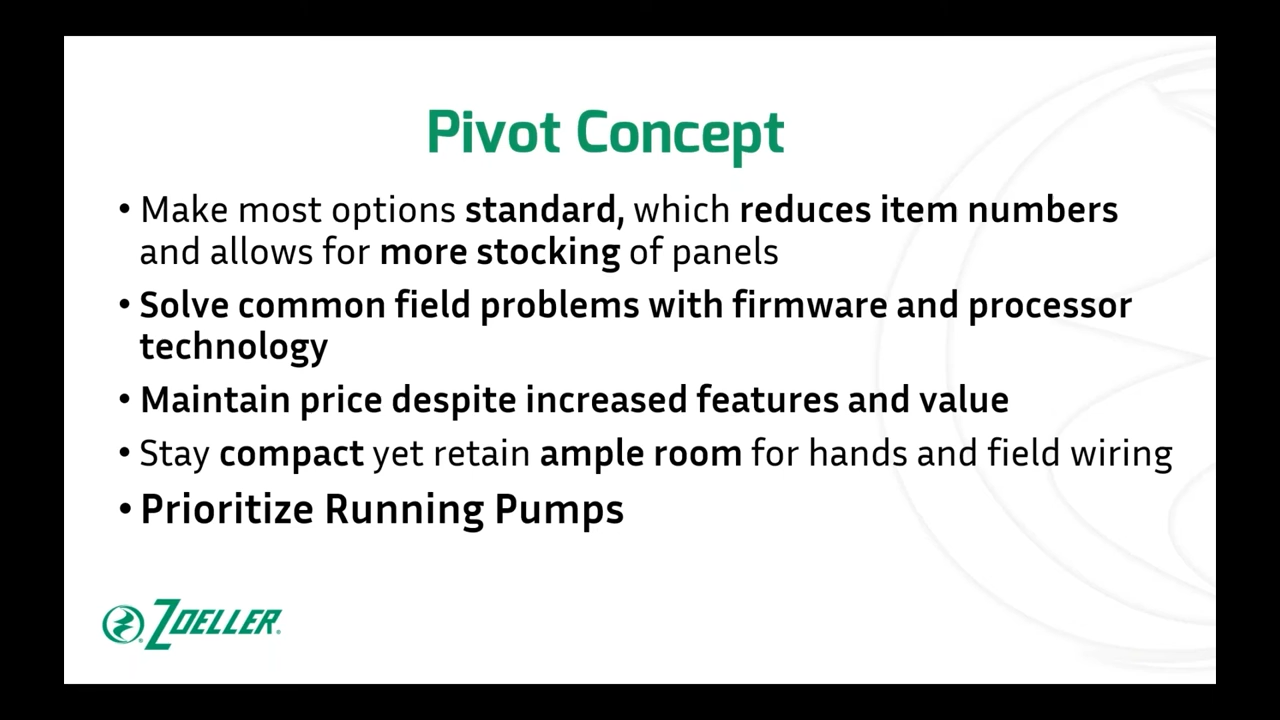 Pivot Concept
• Make most options standard, which reduces item numbers
and allows for more stocking of panels
• Solve common field problems with firmware and processor
technology
• Maintain price despite increased features and value
• Stay compact yet retain ample room for hands and field wiring
• Prioritize Running Pumps
ZOELLER